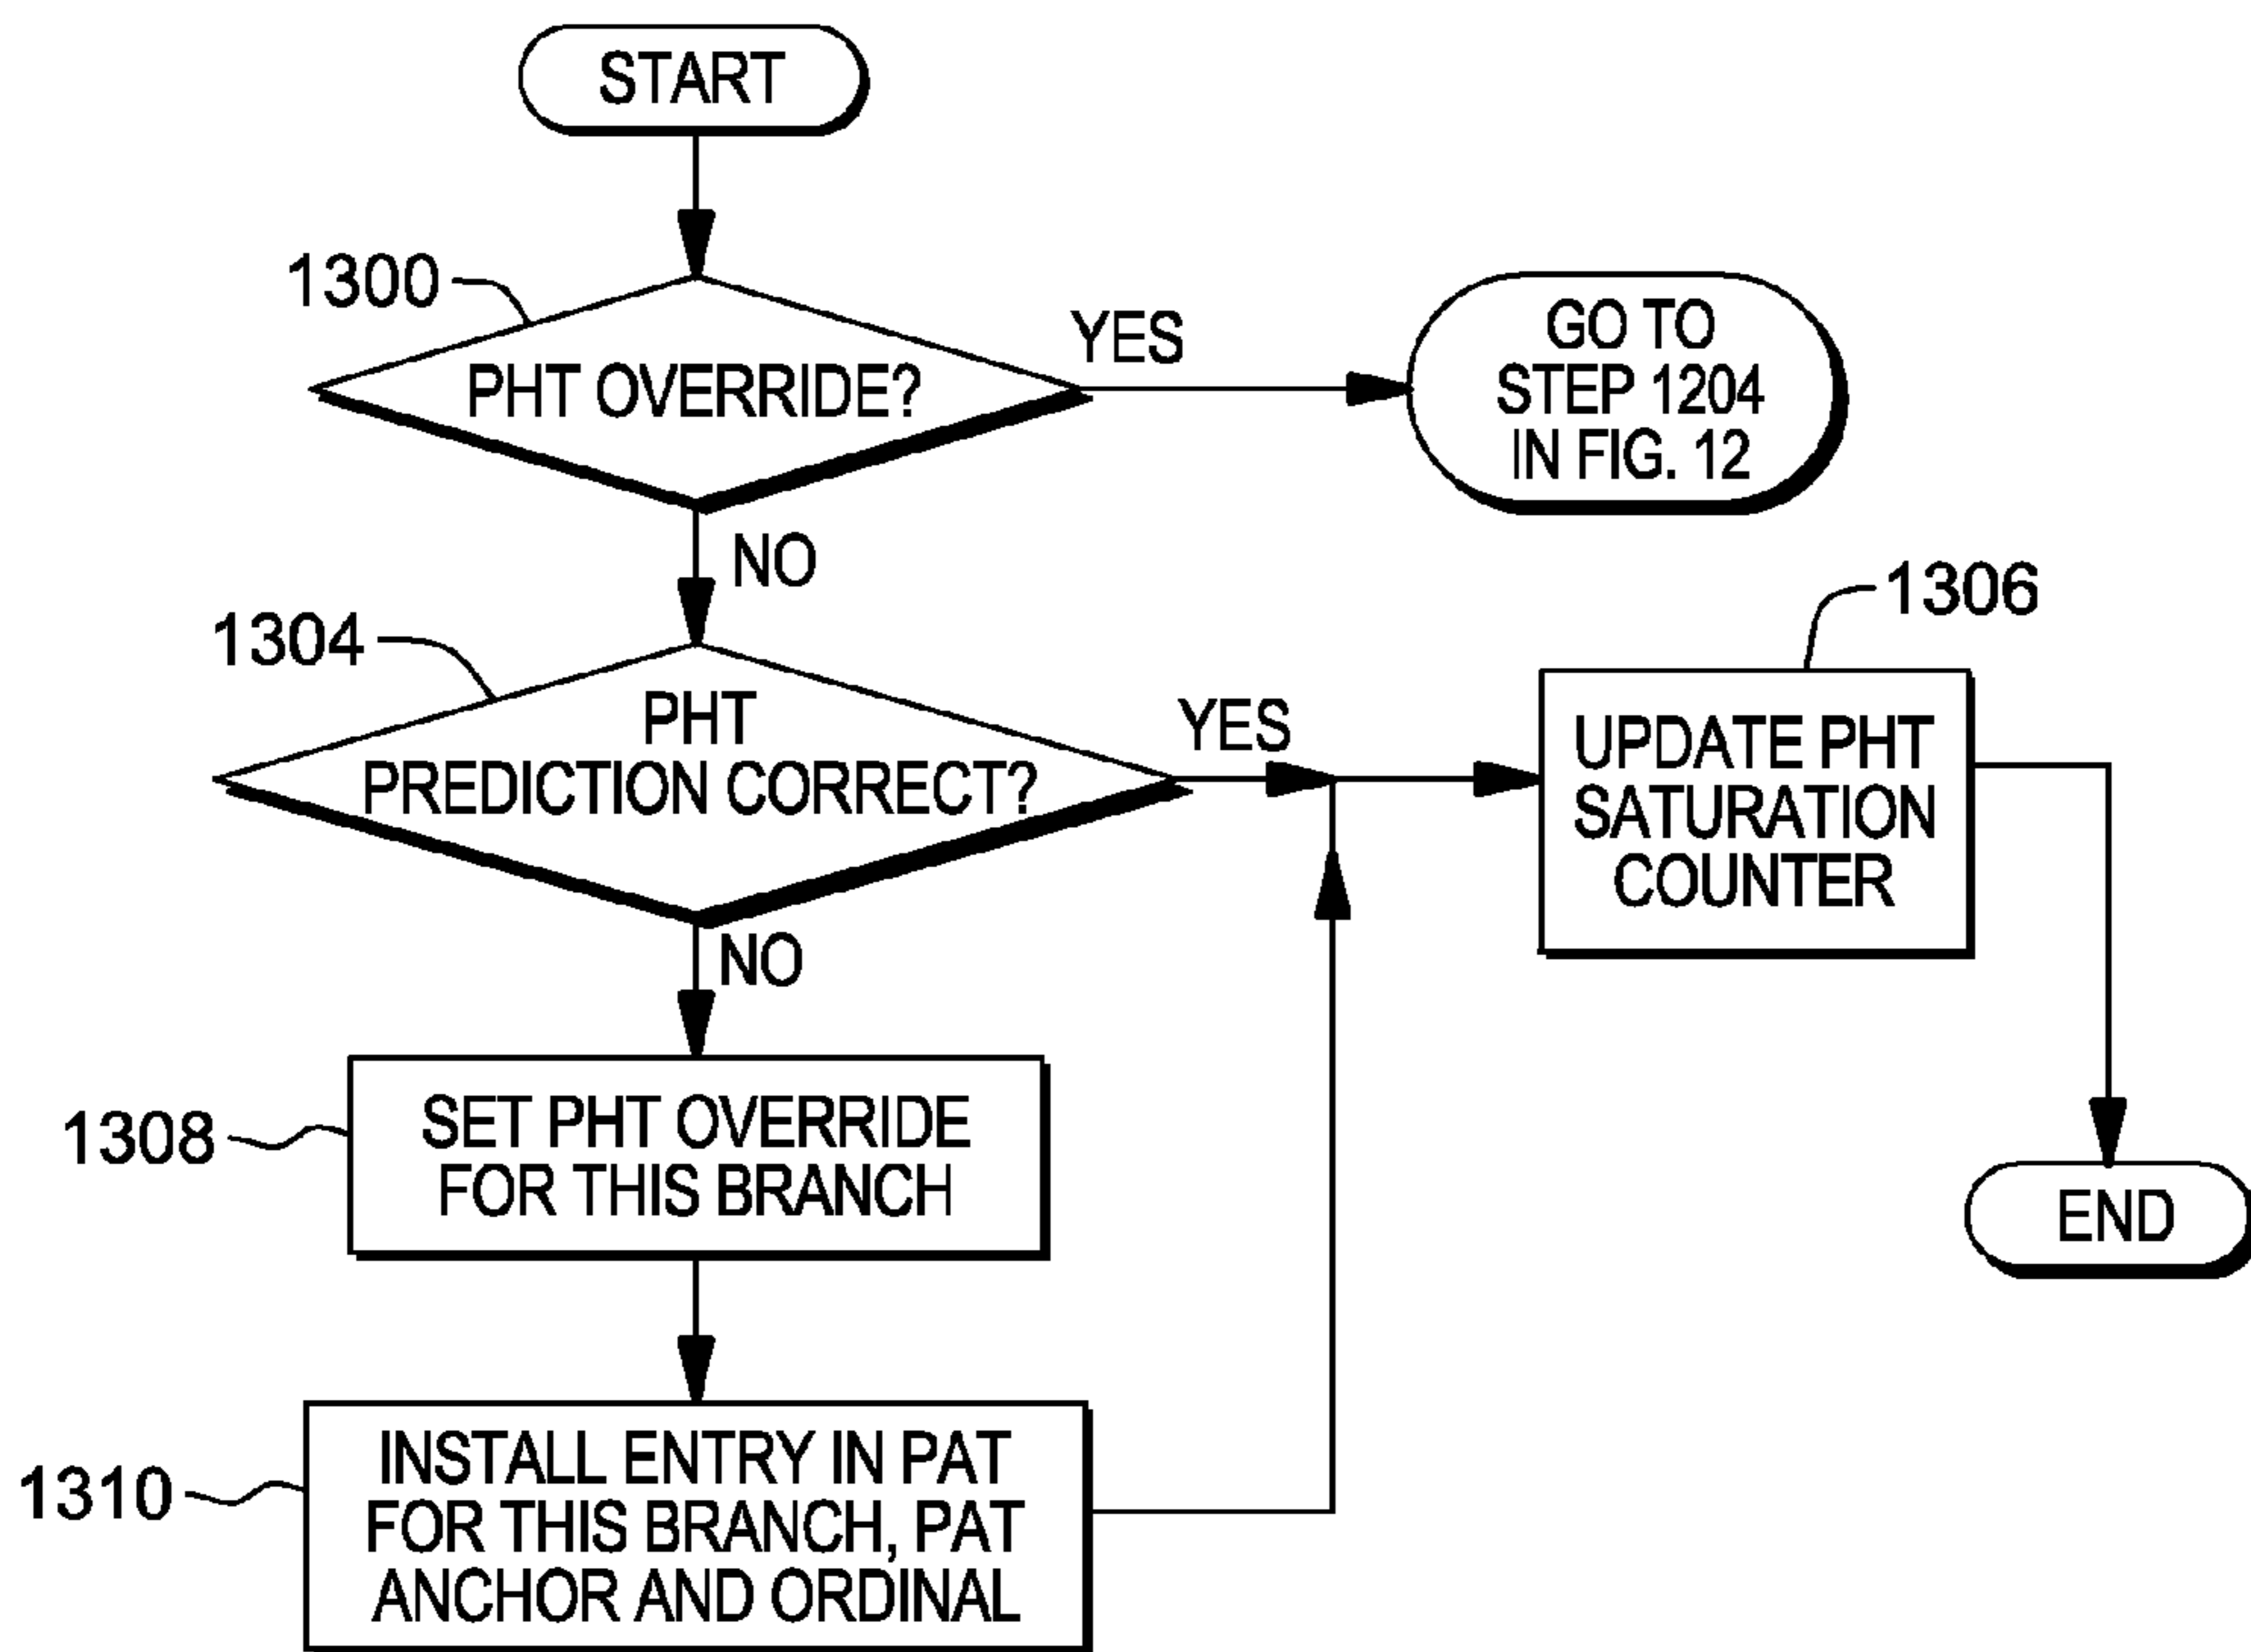 START
1300
PHT OVERRIDE?
YES
GO TO
STEP 1204
IN FIG. 12
NO
1304
PHT
PREDICTION CORRECT?
YES
1306
UPDATE PHT
SATURATION
COUNTER
NO
1308
SET PHT OVERRIDE
FOR THIS BRANCH
END
1310
INSTALL ENTRY IN PAT
FOR THIS BRANCH, PAT
ANCHOR AND ORDINAL